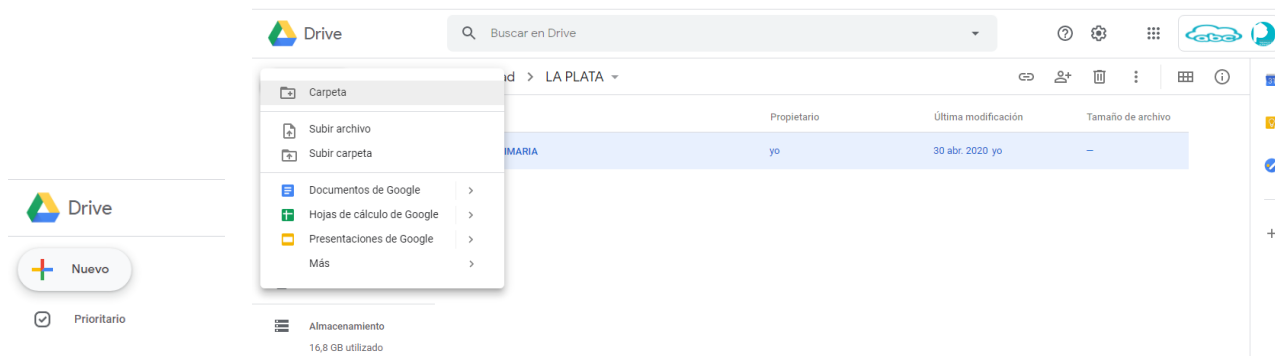 Drive
Nuevo
Prioritario
Drive
Buscar en Drive
abc
LA PLATA
Carpeta
Subir archivo
Subir carpeta
Documentos de Google
Hojas de cálculo de Google
Presentaciones de Google
Más
Propietario Última modificación Tamaño de archivo
yo 30 abr. 2020 yo –
Almacenamiento
16,8 GB utilizado